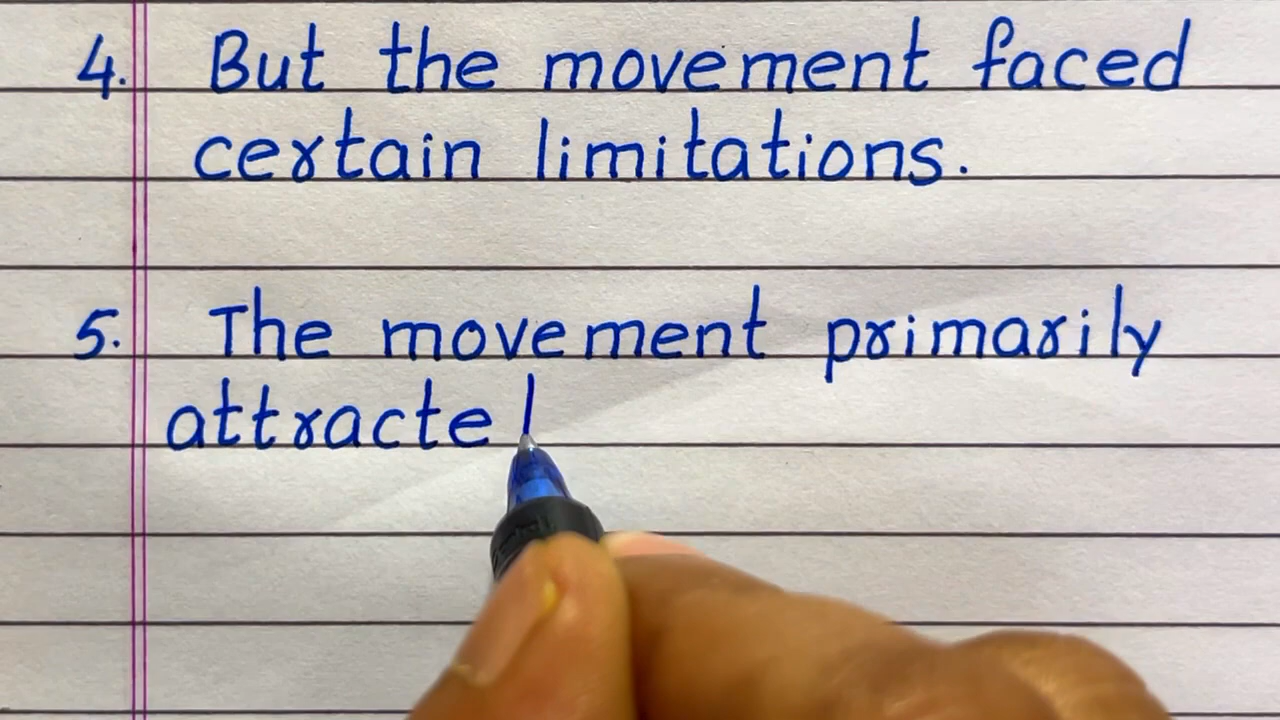 4. But the movement faced
certain limitations.
5. The movement primarily
attracte|